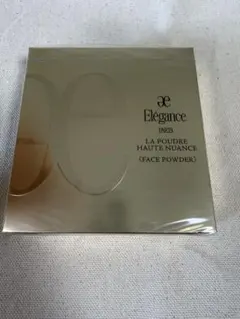 Elégance
PARIS
LA POUDRE
HAUTE NUANCE
(FACE POWDER)